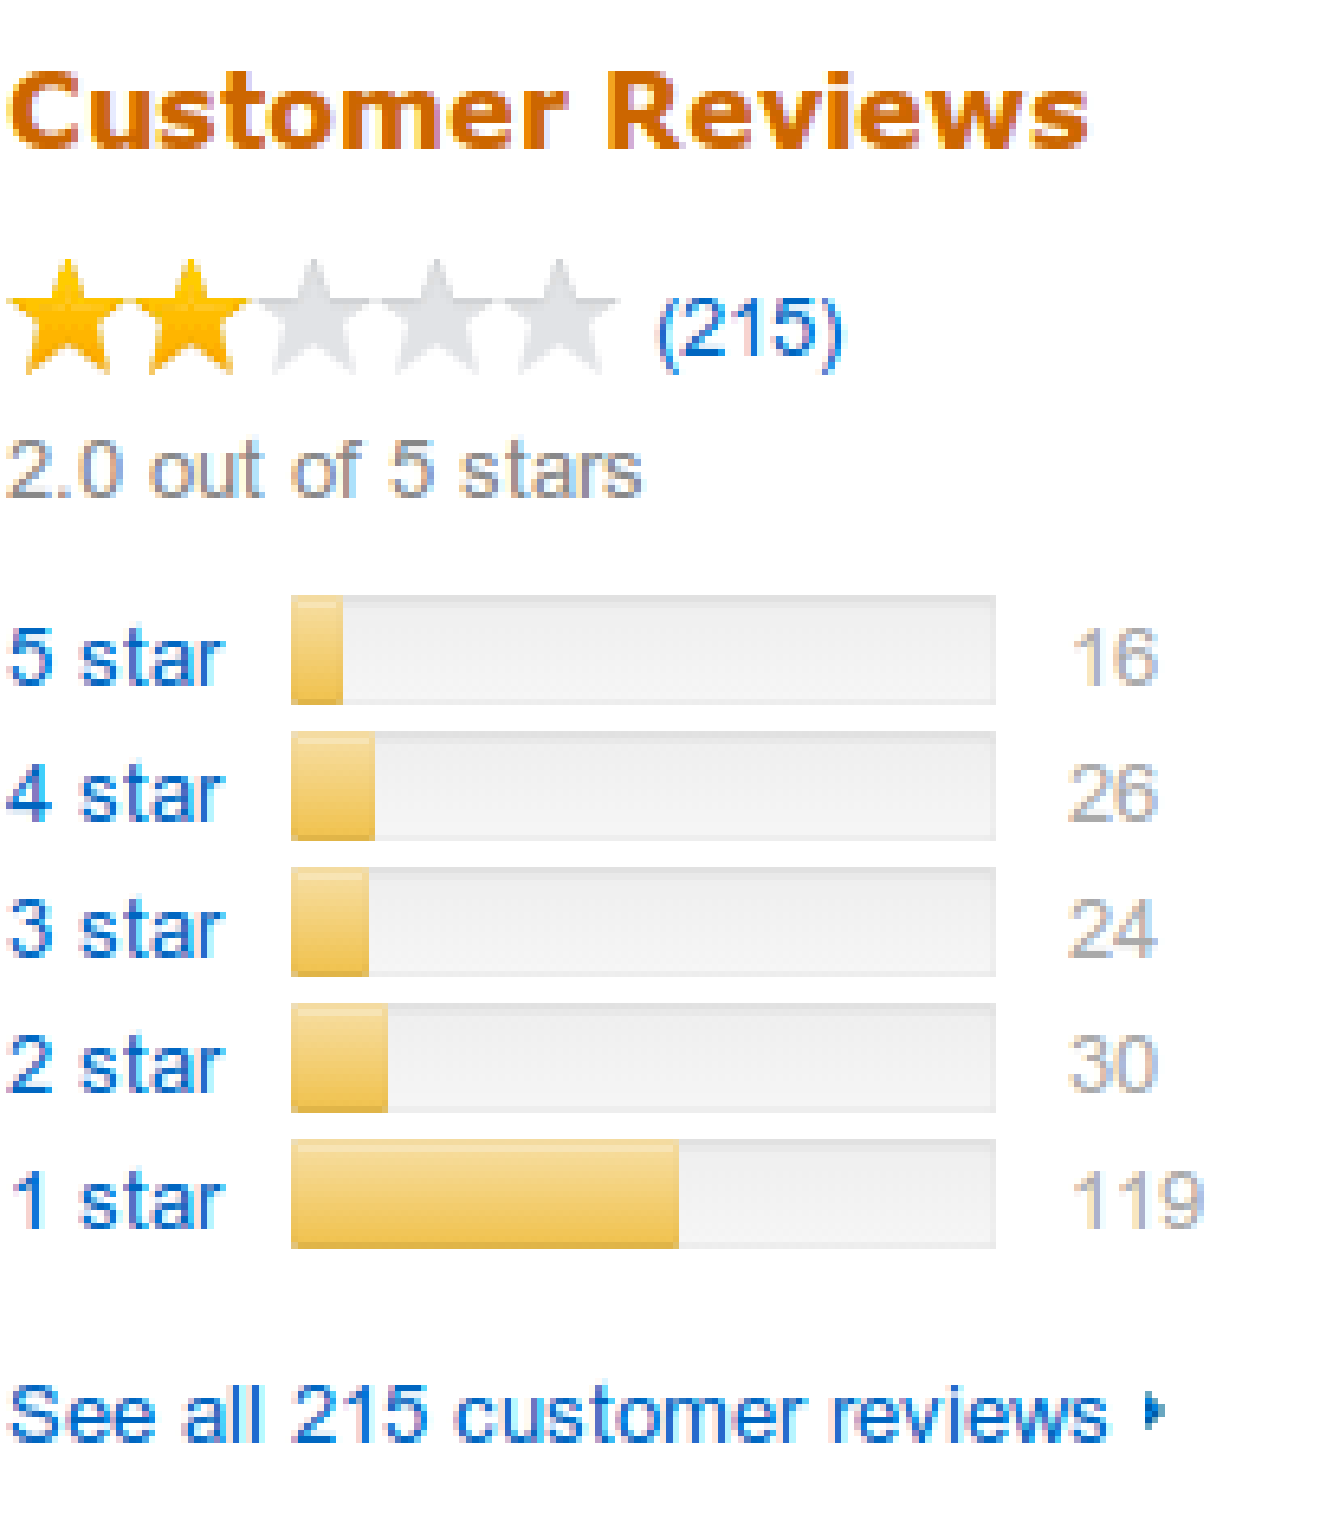 Customer Reviews
(215)
2.0 out of 5 stars
5 star 16
4 star 26
3 star 24
2 star 30
1 star 119
See all 215 customer reviews